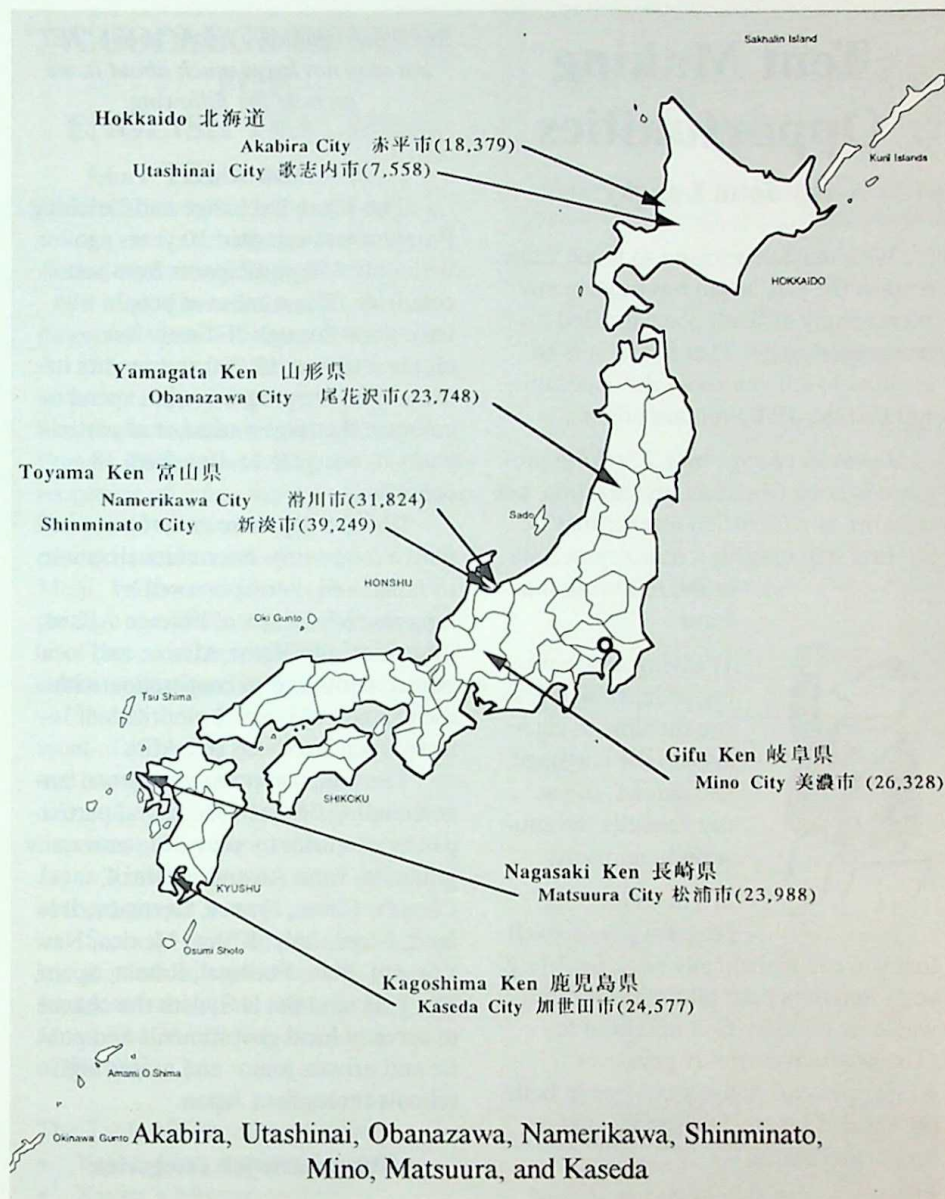 Sakhalin Island
Hokkaido 北海道
Akabira City 赤平市(18,379)
Utashinai City 歌志内市(7,558)
Kuril Islands
HOKKAIDO
Yamagata Ken 山形県
Obanazawa City 尾花沢市(23,748)
Toyama Ken 富山県
Namerikawa City 滑川市(31,824)
Shinminato City 新湊市(39,249)
Sado
HONSHU
Oki Gunto
Tsu Shima
Gifu Ken 岐阜県
Mino City 美濃市 (26,328)
SHIKOKU
Nagasaki Ken 長崎県
Matsuura City 松浦市(23,988)
KYUSHU
Osumi Shoto
Kagoshima Ken 鹿児島県
Kaseda City 加世田市(24,577)
Amami O Shima
Okinawa Gunto
Akabira, Utashinai, Obanazawa, Namerikawa, Shinminato,
Mino, Matsuura, and Kaseda